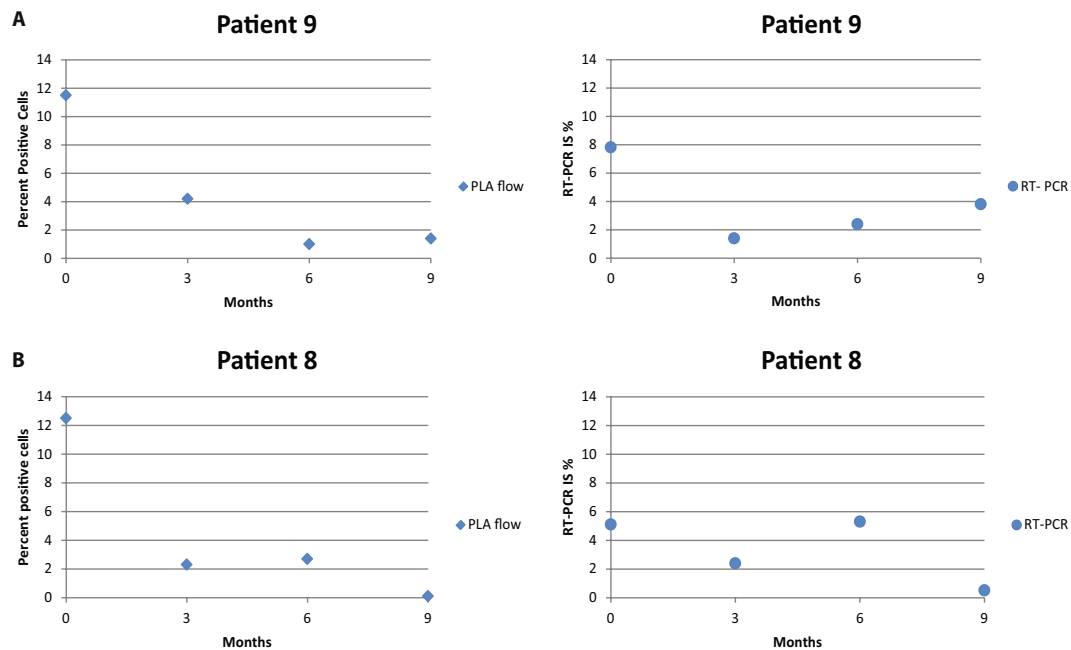 A
Patient 9
Percent Positive Cells
14
12
10
8
6
4
2
0
0 3 6 9
Months
PLA flow
Patient 9
RT-PCR IS %
14
12
10
8
6
4
2
0
0 3 6 9
Months
RT- PCR
B
Patient 8
Percent positive cells
14
12
10
8
6
4
2
0
0 3 6 9
Months
PLA flow
Patient 8
RT-PCR IS %
14
12
10
8
6
4
2
0
0 3 6 9
Months
RT-PCR